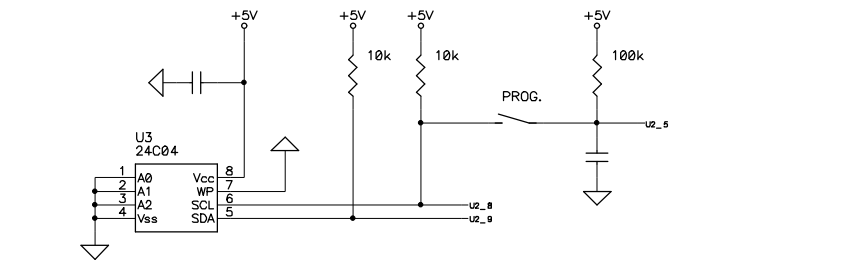 +5V +5V +5V +5V
10k 10k 100k
PROG.
U2_5
U3
24C04
1 A0 Vcc 8
2 A1 WP 7
3 A2 SCL 6 U2_8
4 Vss SDA 5 U2_9